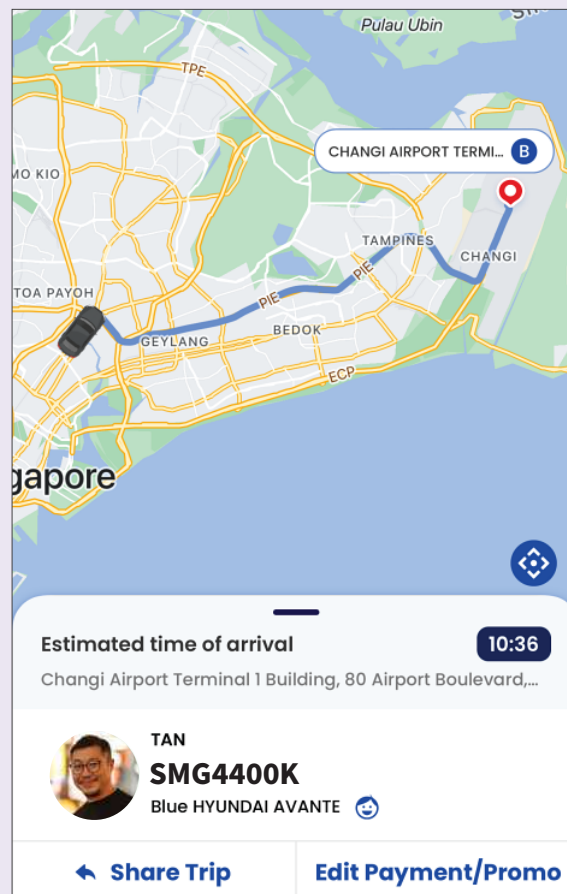 Pulau Ubin
TPE
CHANGI AIRPORT TERMI... B
MO KIO
TAMPINES
CHANGI
TOA PAYOH
PIE
PIE
GEYLANG
BEDOK
ECP
gapore
Estimated time of arrival
10:36
Changi Airport Terminal 1 Building, 80 Airport Boulevard,...
TAN
SMG4400K
Blue HYUNDAI AVANTE
Share Trip
Edit Payment/Promo